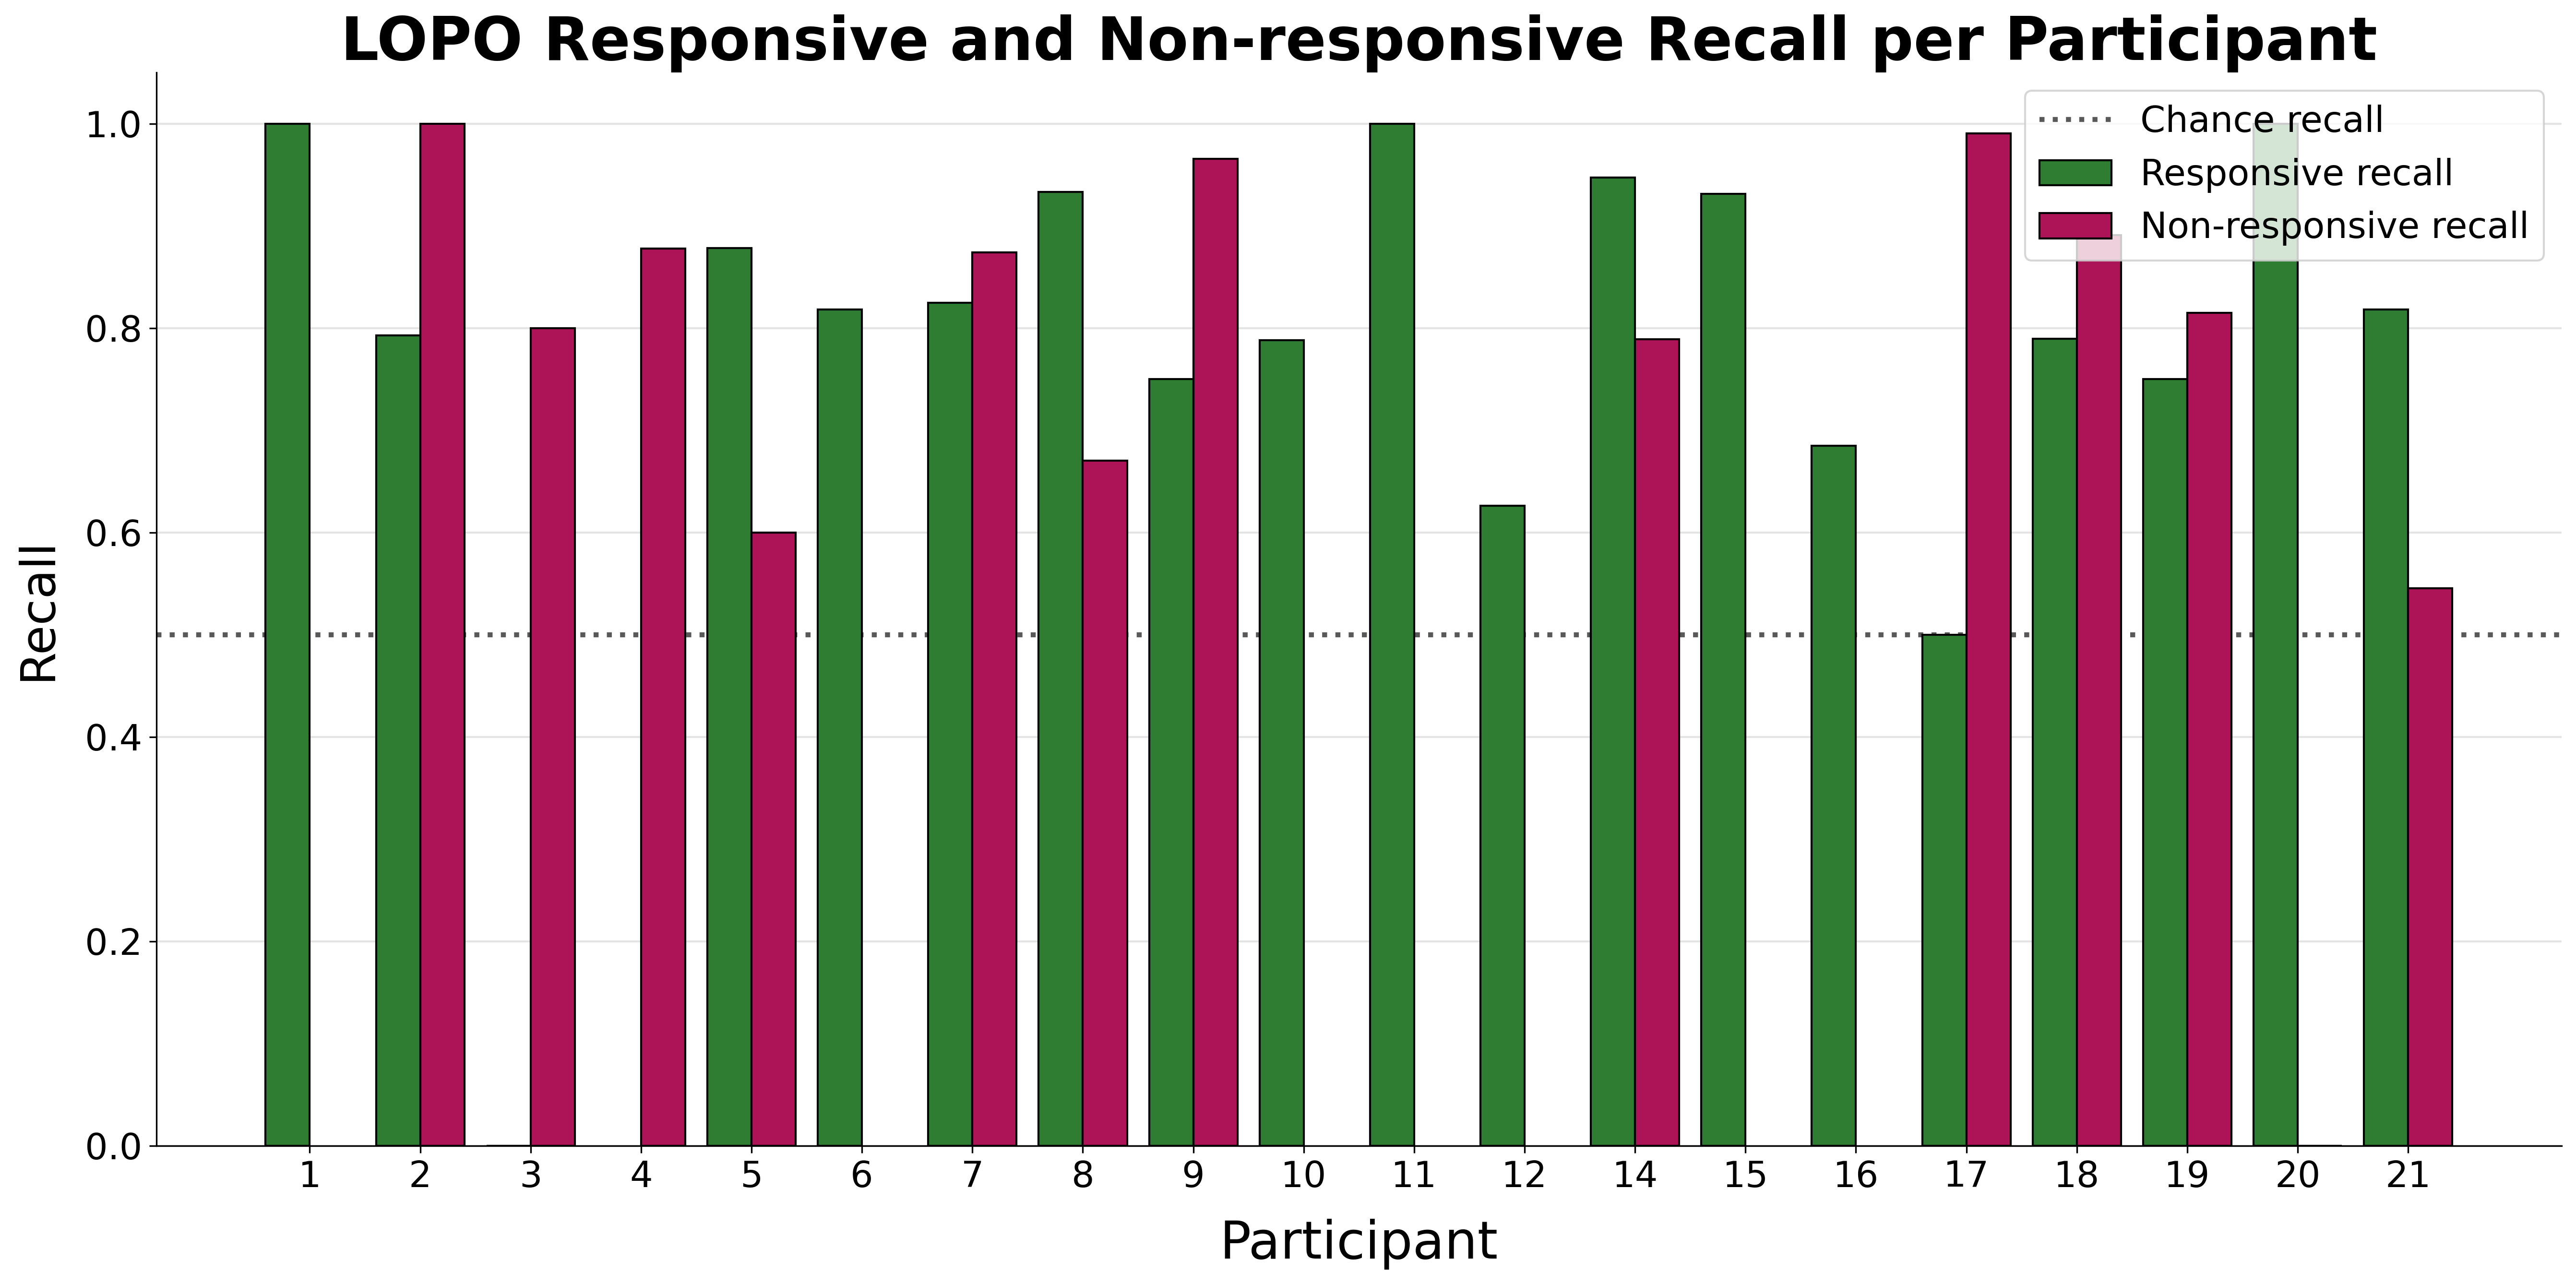 LOPO Responsive and Non-responsive Recall per Participant
Chance recall
Responsive recall
Non-responsive recall
1.0
0.8
0.6
0.4
0.2
0.0
Recall
1 2 3 4 5 6 7 8 9 10 11 12 14 15 16 17 18 19 20 21
Participant